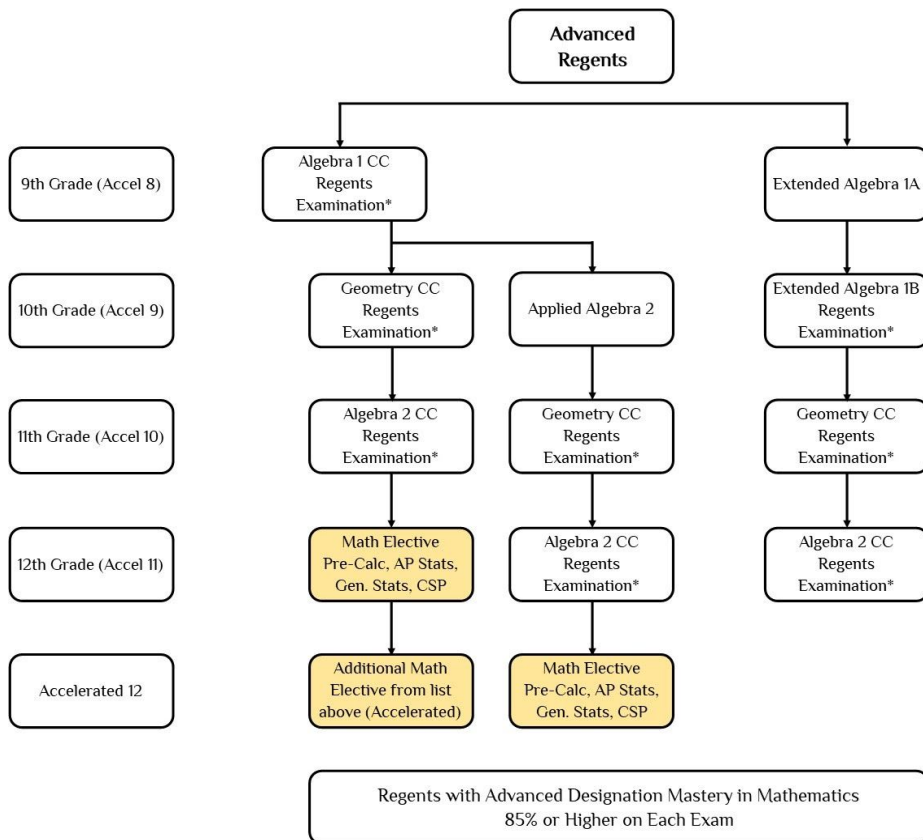 Advanced
Regents
9th Grade (Accel 8)
Algebra 1 CC
Regents
Examination*
Extended Algebra 1A
10th Grade (Accel 9)
Geometry CC
Regents
Examination*
Applied Algebra 2
Extended Algebra 1B
Regents
Examination*
11th Grade (Accel 10)
Algebra 2 CC
Regents
Examination*
Geometry CC
Regents
Examination*
Geometry CC
Regents
Examination*
12th Grade (Accel 11)
Math Elective
Pre-Calc, AP Stats,
Gen. Stats, CSP
Algebra 2 CC
Regents
Examination*
Algebra 2 CC
Regents
Examination*
Accelerated 12
Additional Math
Elective from list
above (Accelerated)
Math Elective
Pre-Calc, AP Stats,
Gen. Stats, CSP
Regents with Advanced Designation Mastery in Mathematics
85% or Higher on Each Exam